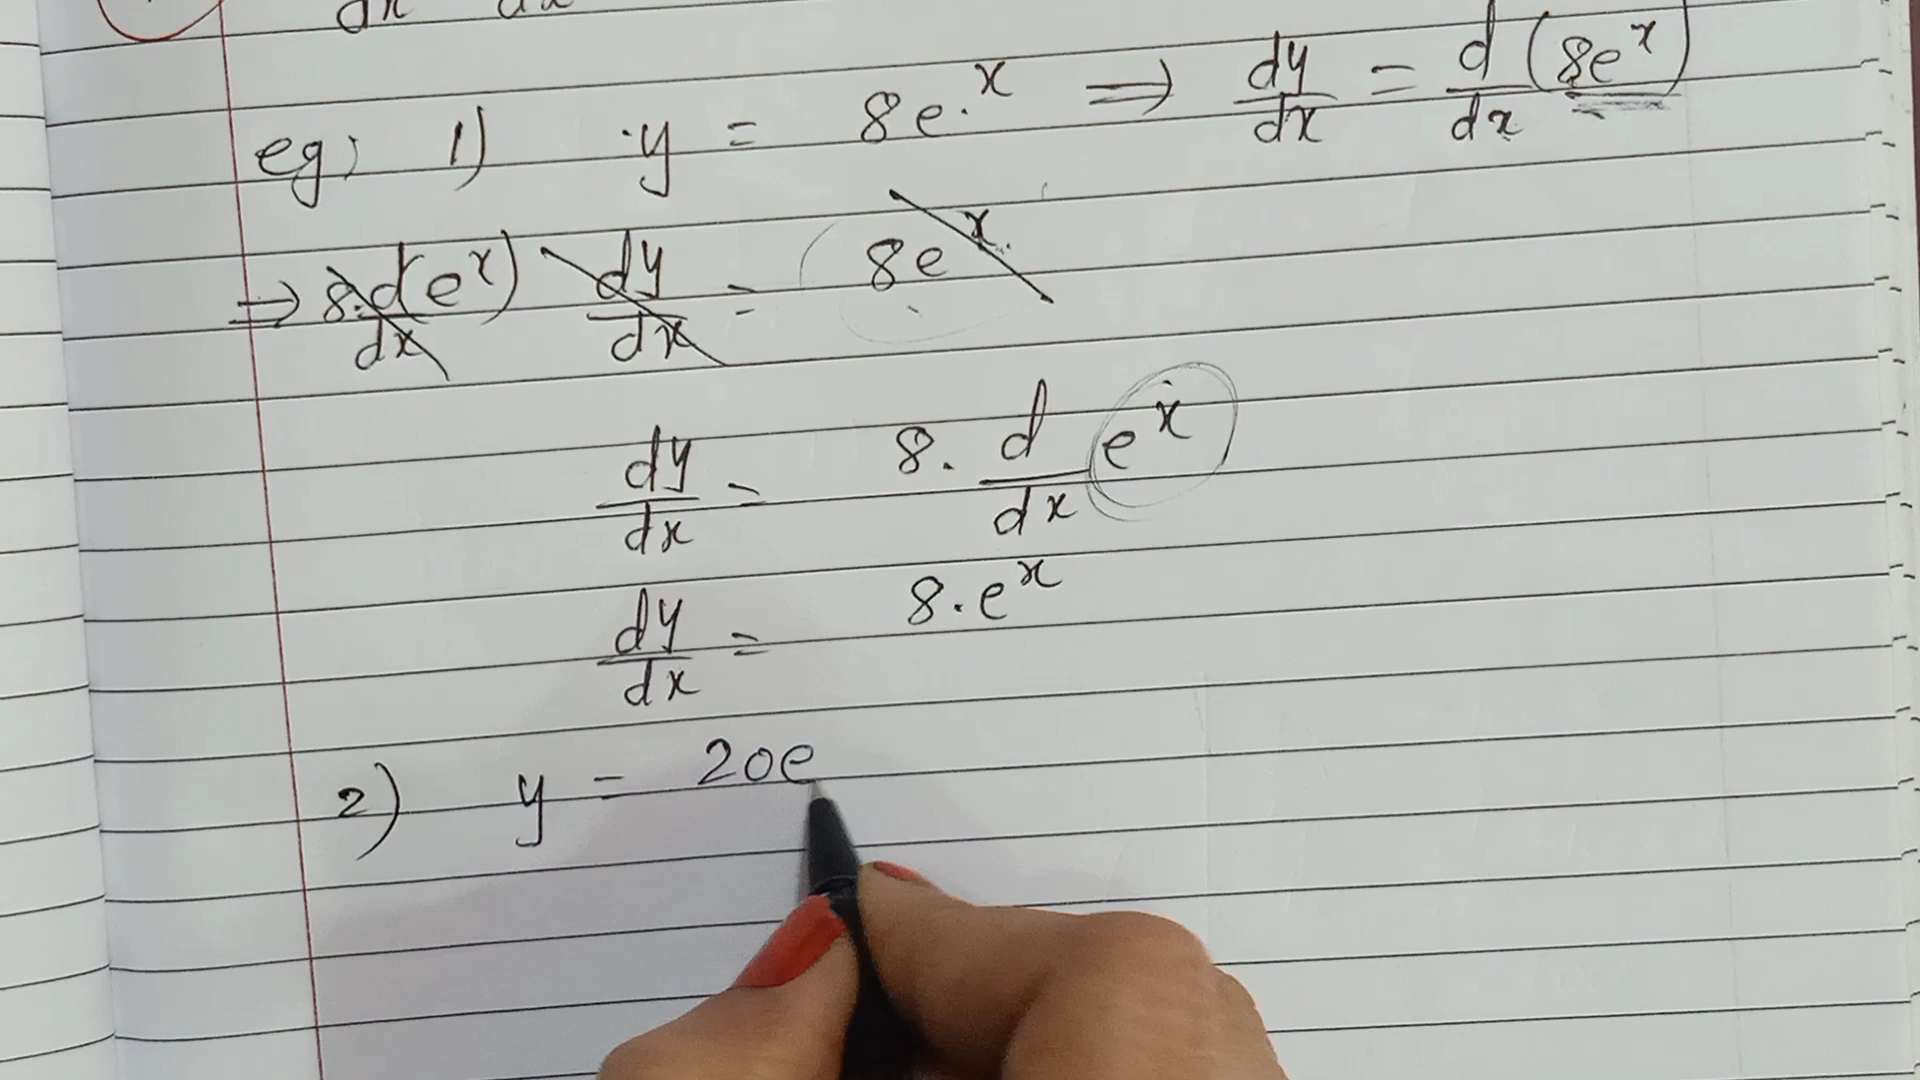 eg; 1) y = 8e^x ⇒ dy/dx = d/dx (8e^x)
⇒ 8.d/dx (e^x) dy/dx = 8e^x
dy/dx = 8. d/dx e^x
dy/dx = 8.e^x
2) y = 20e